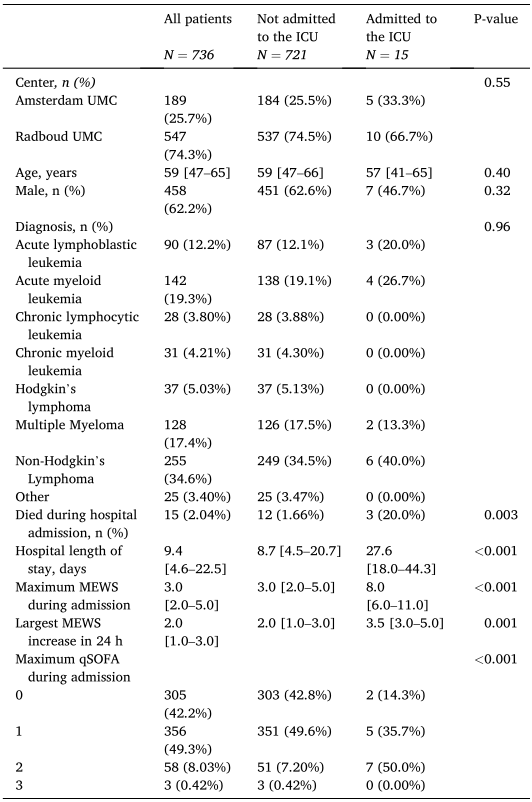 All patients Not admitted Admitted to P-value
to the ICU the ICU
N = 736 N = 721 N = 15
Center, n (%) 0.55
Amsterdam UMC 189 184 (25.5%) 5 (33.3%)
(25.7%)
Radboud UMC 547 537 (74.5%) 10 (66.7%)
(74.3%)
Age, years 59 [47–65] 59 [47–66] 57 [41–65] 0.40
Male, n (%) 458 451 (62.6%) 7 (46.7%) 0.32
(62.2%)
Diagnosis, n (%) 0.96
Acute lymphoblastic 90 (12.2%) 87 (12.1%) 3 (20.0%)
leukemia
Acute myeloid 142 138 (19.1%) 4 (26.7%)
leukemia (19.3%)
Chronic lymphocytic 28 (3.80%) 28 (3.88%) 0 (0.00%)
leukemia
Chronic myeloid 31 (4.21%) 31 (4.30%) 0 (0.00%)
leukemia
Hodgkin's 37 (5.03%) 37 (5.13%) 0 (0.00%)
lymphoma
Multiple Myeloma 128 126 (17.5%) 2 (13.3%)
(17.4%)
Non-Hodgkin's 255 249 (34.5%) 6 (40.0%)
Lymphoma (34.6%)
Other 25 (3.40%) 25 (3.47%) 0 (0.00%)
Died during hospital 15 (2.04%) 12 (1.66%) 3 (20.0%) 0.003
admission, n (%)
Hospital length of 9.4 8.7 [4.5–20.7] 27.6 <0.001
stay, days [4.6–22.5] [18.0–44.3]
Maximum MEWS 3.0 3.0 [2.0–5.0] 8.0 <0.001
during admission [2.0–5.0] [6.0–11.0]
Largest MEWS 2.0 2.0 [1.0–3.0] 3.5 [3.0–5.0] 0.001
increase in 24 h [1.0–3.0]
Maximum qSOFA <0.001
during admission
0 305 303 (42.8%) 2 (14.3%)
(42.2%)
1 356 351 (49.6%) 5 (35.7%)
(49.3%)
2 58 (8.03%) 51 (7.20%) 7 (50.0%)
3 3 (0.42%) 3 (0.42%) 0 (0.00%)